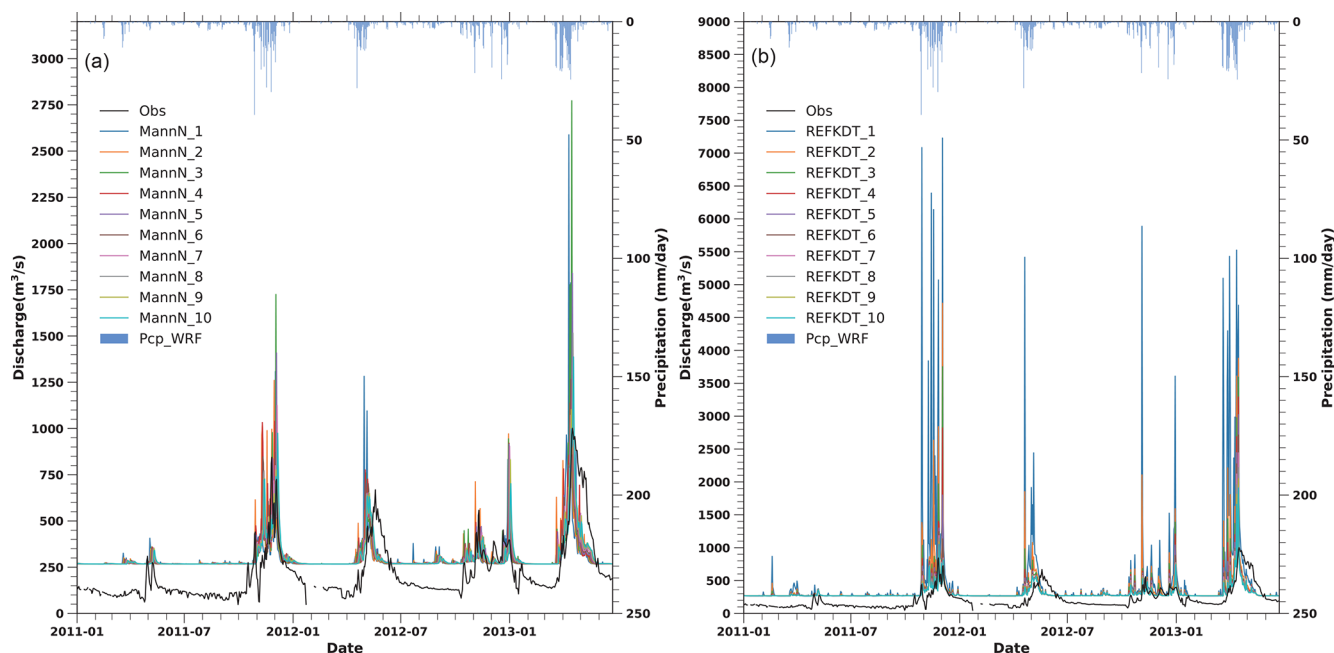 (a)
3000
2750
2500
2250
2000
1750
1500
1250
1000
750
500
250
0
Discharge(m³/s)
Obs
MannN_1
MannN_2
MannN_3
MannN_4
MannN_5
MannN_6
MannN_7
MannN_8
MannN_9
MannN_10
Pcp_WRF
0
50
100
150
200
250
Precipitation (mm/day)
2011-01
2011-07
2012-01
2012-07
2013-01
Date
(b)
9000
8500
8000
7500
7000
6500
6000
5500
5000
4500
4000
3500
3000
2500
2000
1500
1000
500
0
Discharge(m³/s)
Obs
REFKDT_1
REFKDT_2
REFKDT_3
REFKDT_4
REFKDT_5
REFKDT_6
REFKDT_7
REFKDT_8
REFKDT_9
REFKDT_10
Pcp_WRF
0
50
100
150
200
250
Precipitation (mm/day)
2011-01
2011-07
2012-01
2012-07
2013-01
Date